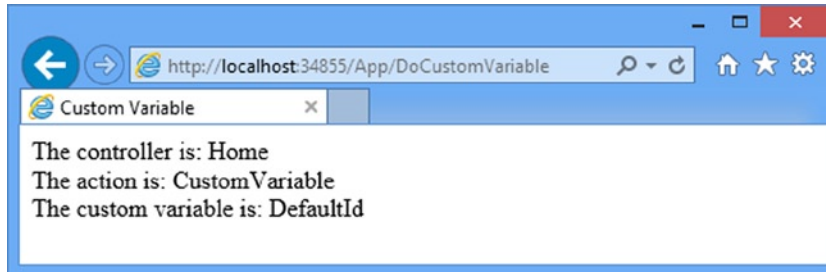 http://localhost:34855/App/DoCustomVariable
Custom Variable
The controller is: Home
The action is: CustomVariable
The custom variable is: DefaultId